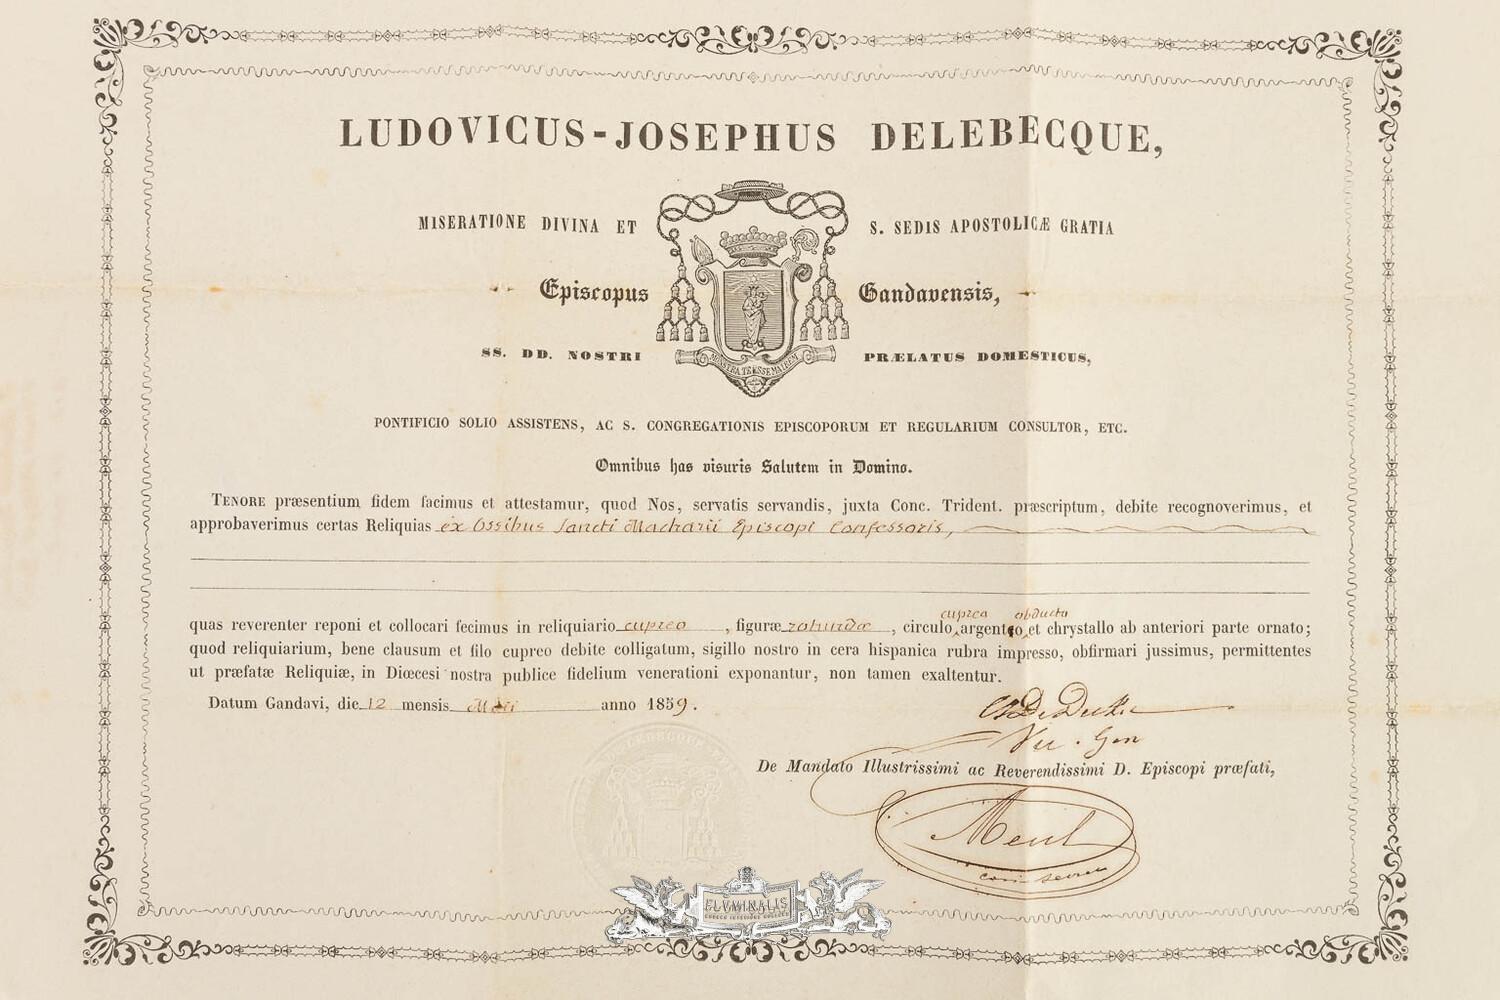 LUDOVICUS-JOSEPHUS DELEBECQUE,
MISERATIONE DIVINA ET S. SEDIS APOSTOLICÆ GRATIA
Episcopus Gandavensis,
SS. DD. NOSTRI PRÆLATUS DOMESTICUS,
MONSTRA TE ESSE MATREM
PONTIFICIO SOLIO ASSISTENS, AC S. CONGREGATIONIS EPISCOPORUM ET REGULARIUM CONSULTOR, ETC.
Omnibus has visuris Salutem in Domino.
TENORE præsentium fidem facimus et attestamur, quod Nos, servatis servandis, juxta Conc. Trident. præscriptum, debite recognoverimus, et
approbaverimus certas Reliquias ex Ossibus Sancti Macharii Episcopi Confessoris,
cuprea obducta
quas reverenter reponi et collocari fecimus in reliquiario cupreo , figuræ rotundæ , circulo argenteo et chrystallo ab anteriori parte ornato;
quod reliquiarium, bene clausum et filo cupreo debite colligatum, sigillo nostro in cera hispanica rubra impresso, obfirmari jussimus, permittentes
ut præfatæ Reliquiæ, in Diœcesi nostra publice fidelium venerationi exponantur, non tamen exaltentur.
Datum Gandavi, die 12 mensis Maii anno 1859.
Vic. Gen
De Mandato Illustrissimi ac Reverendissimi D. Episcopi præfati,
ELVMINALIS